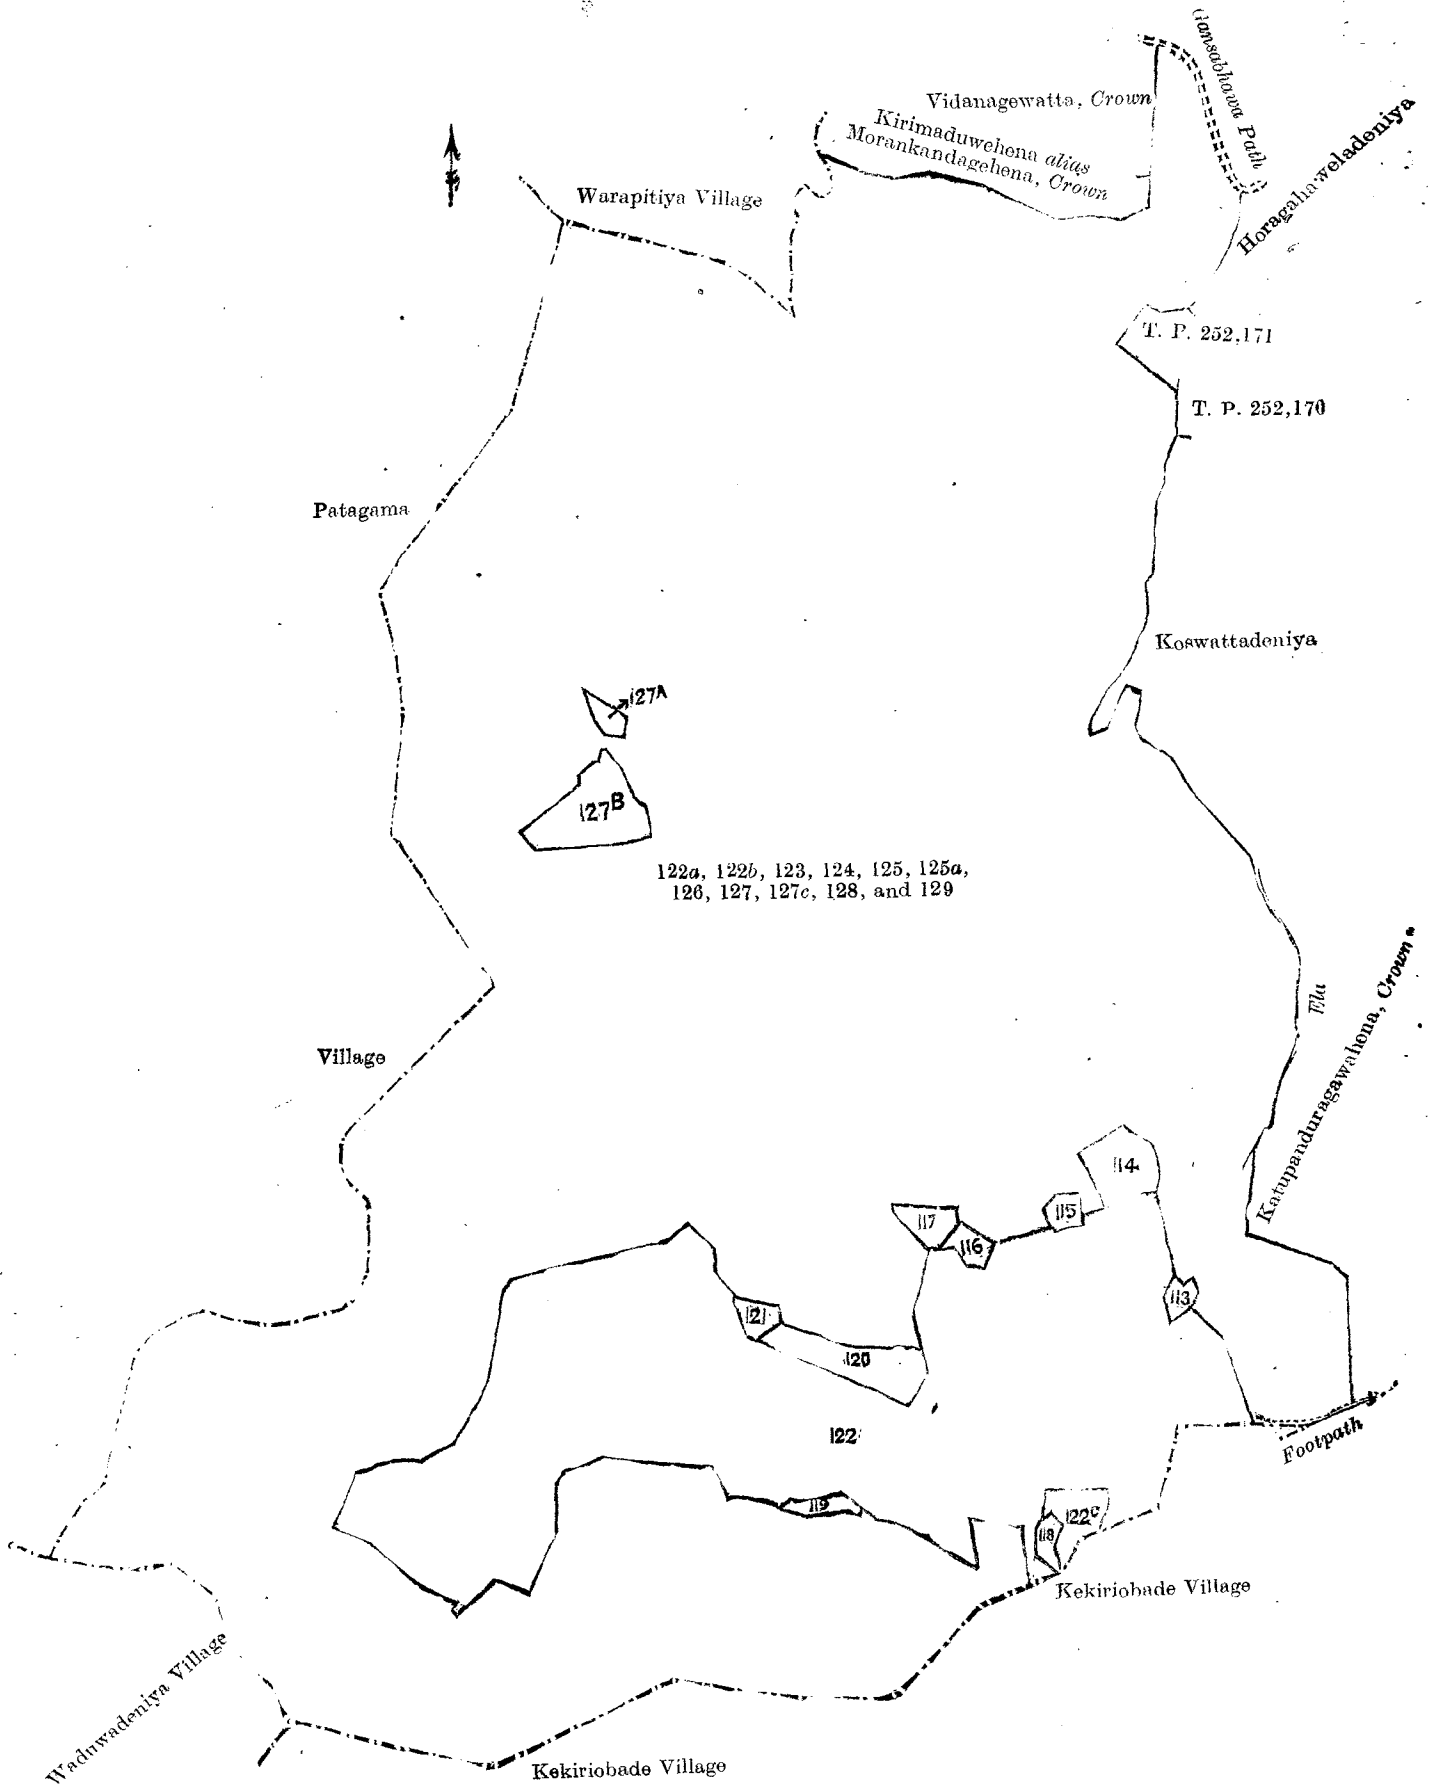 Gansabhawa Path
Vidanagewatta, Crown
Kirimaduwehena alias
Morankandagehena, Crown
Horagahaweladeniya
Warapitiya Village
T. P. 252,171
T. P. 252,170
Patagama
Koswattadeniya
127A
127B
122a, 122b, 123, 124, 125, 125a,
126, 127, 127c, 128, and 129
Ela
Katupanduragawahena, Crown
Village
114
117
115
116
113
121
120
122
Footpath
119
122C
118
Kekiriobade Village
Waduwadeniya Village
Kekiriobade Village